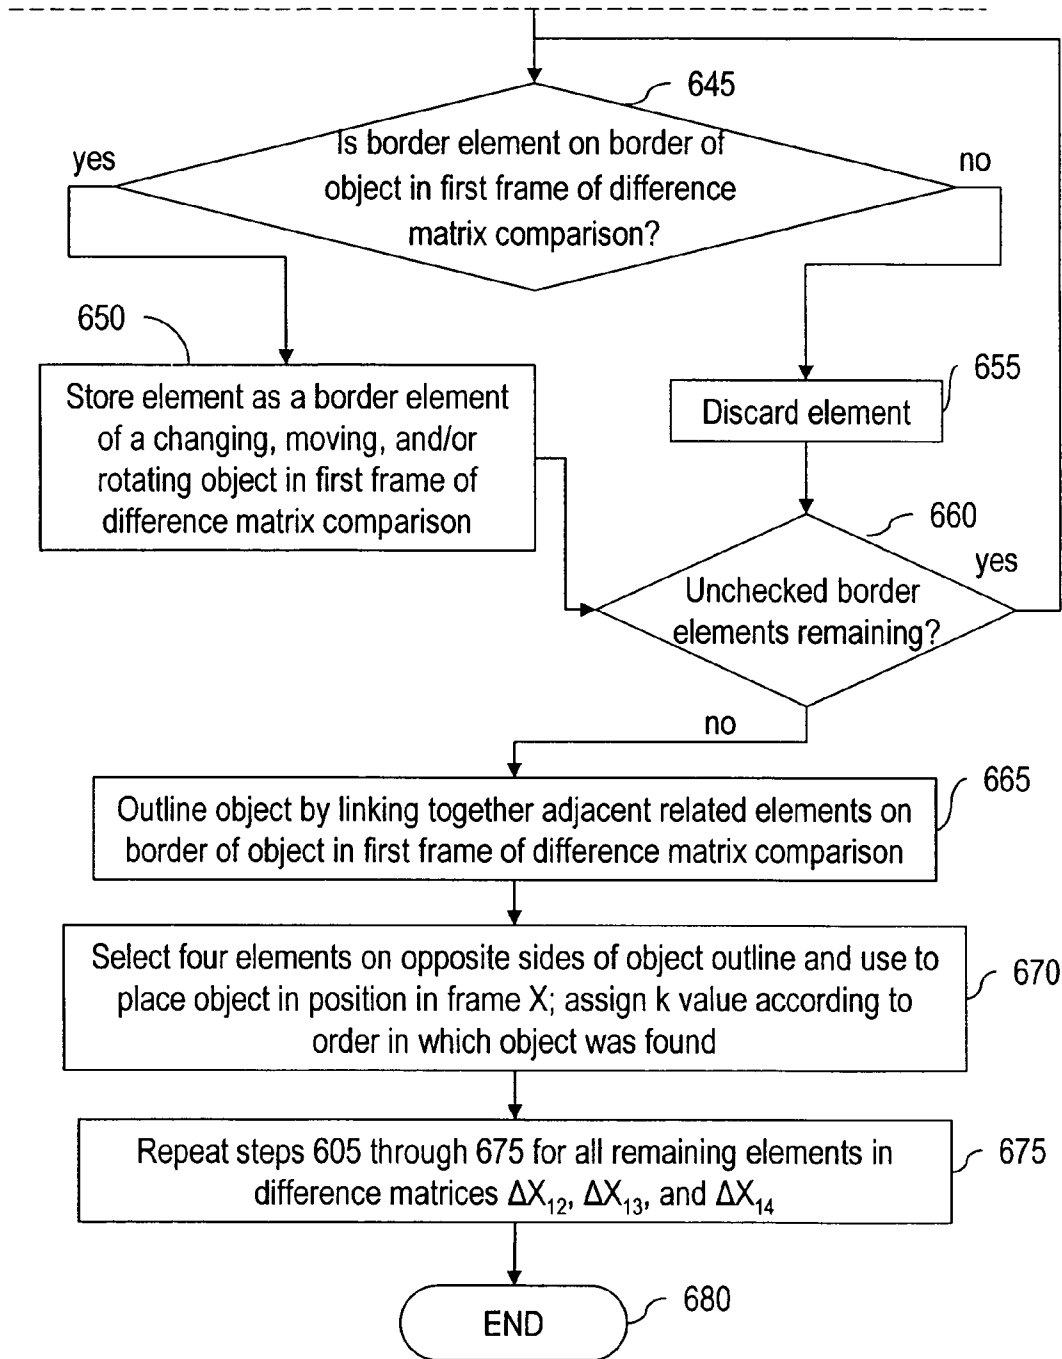 645
Is border element on border of
object in first frame of difference
matrix comparison?
yes
no
650
Store element as a border element
of a changing, moving, and/or
rotating object in first frame of
difference matrix comparison
655
Discard element
660
yes
Unchecked border
elements remaining?
no
665
Outline object by linking together adjacent related elements on
border of object in first frame of difference matrix comparison
670
Select four elements on opposite sides of object outline and use to
place object in position in frame X; assign k value according to
order in which object was found
675
Repeat steps 605 through 675 for all remaining elements in
difference matrices ΔX₁₂, ΔX₁₃, and ΔX₁₄
680
END